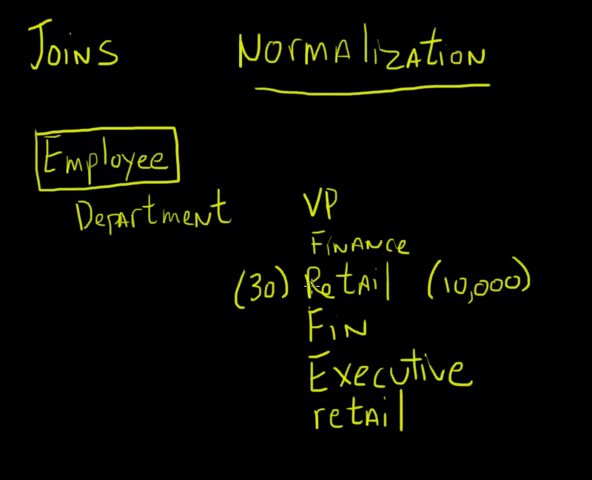 Joins Normalization
Employee
Department VP
Finance
(30) Retail (10,000)
Fin
Executive
retail